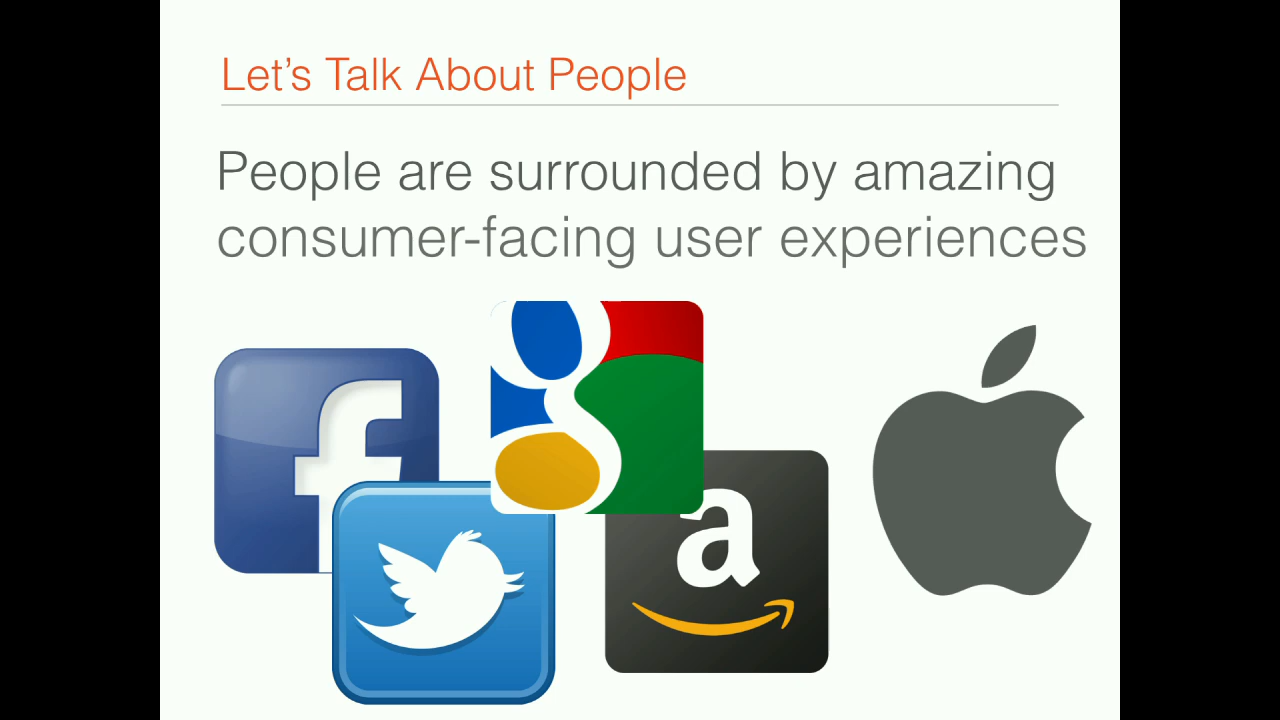 Let's Talk About People
People are surrounded by amazing
consumer-facing user experiences
f
g
a